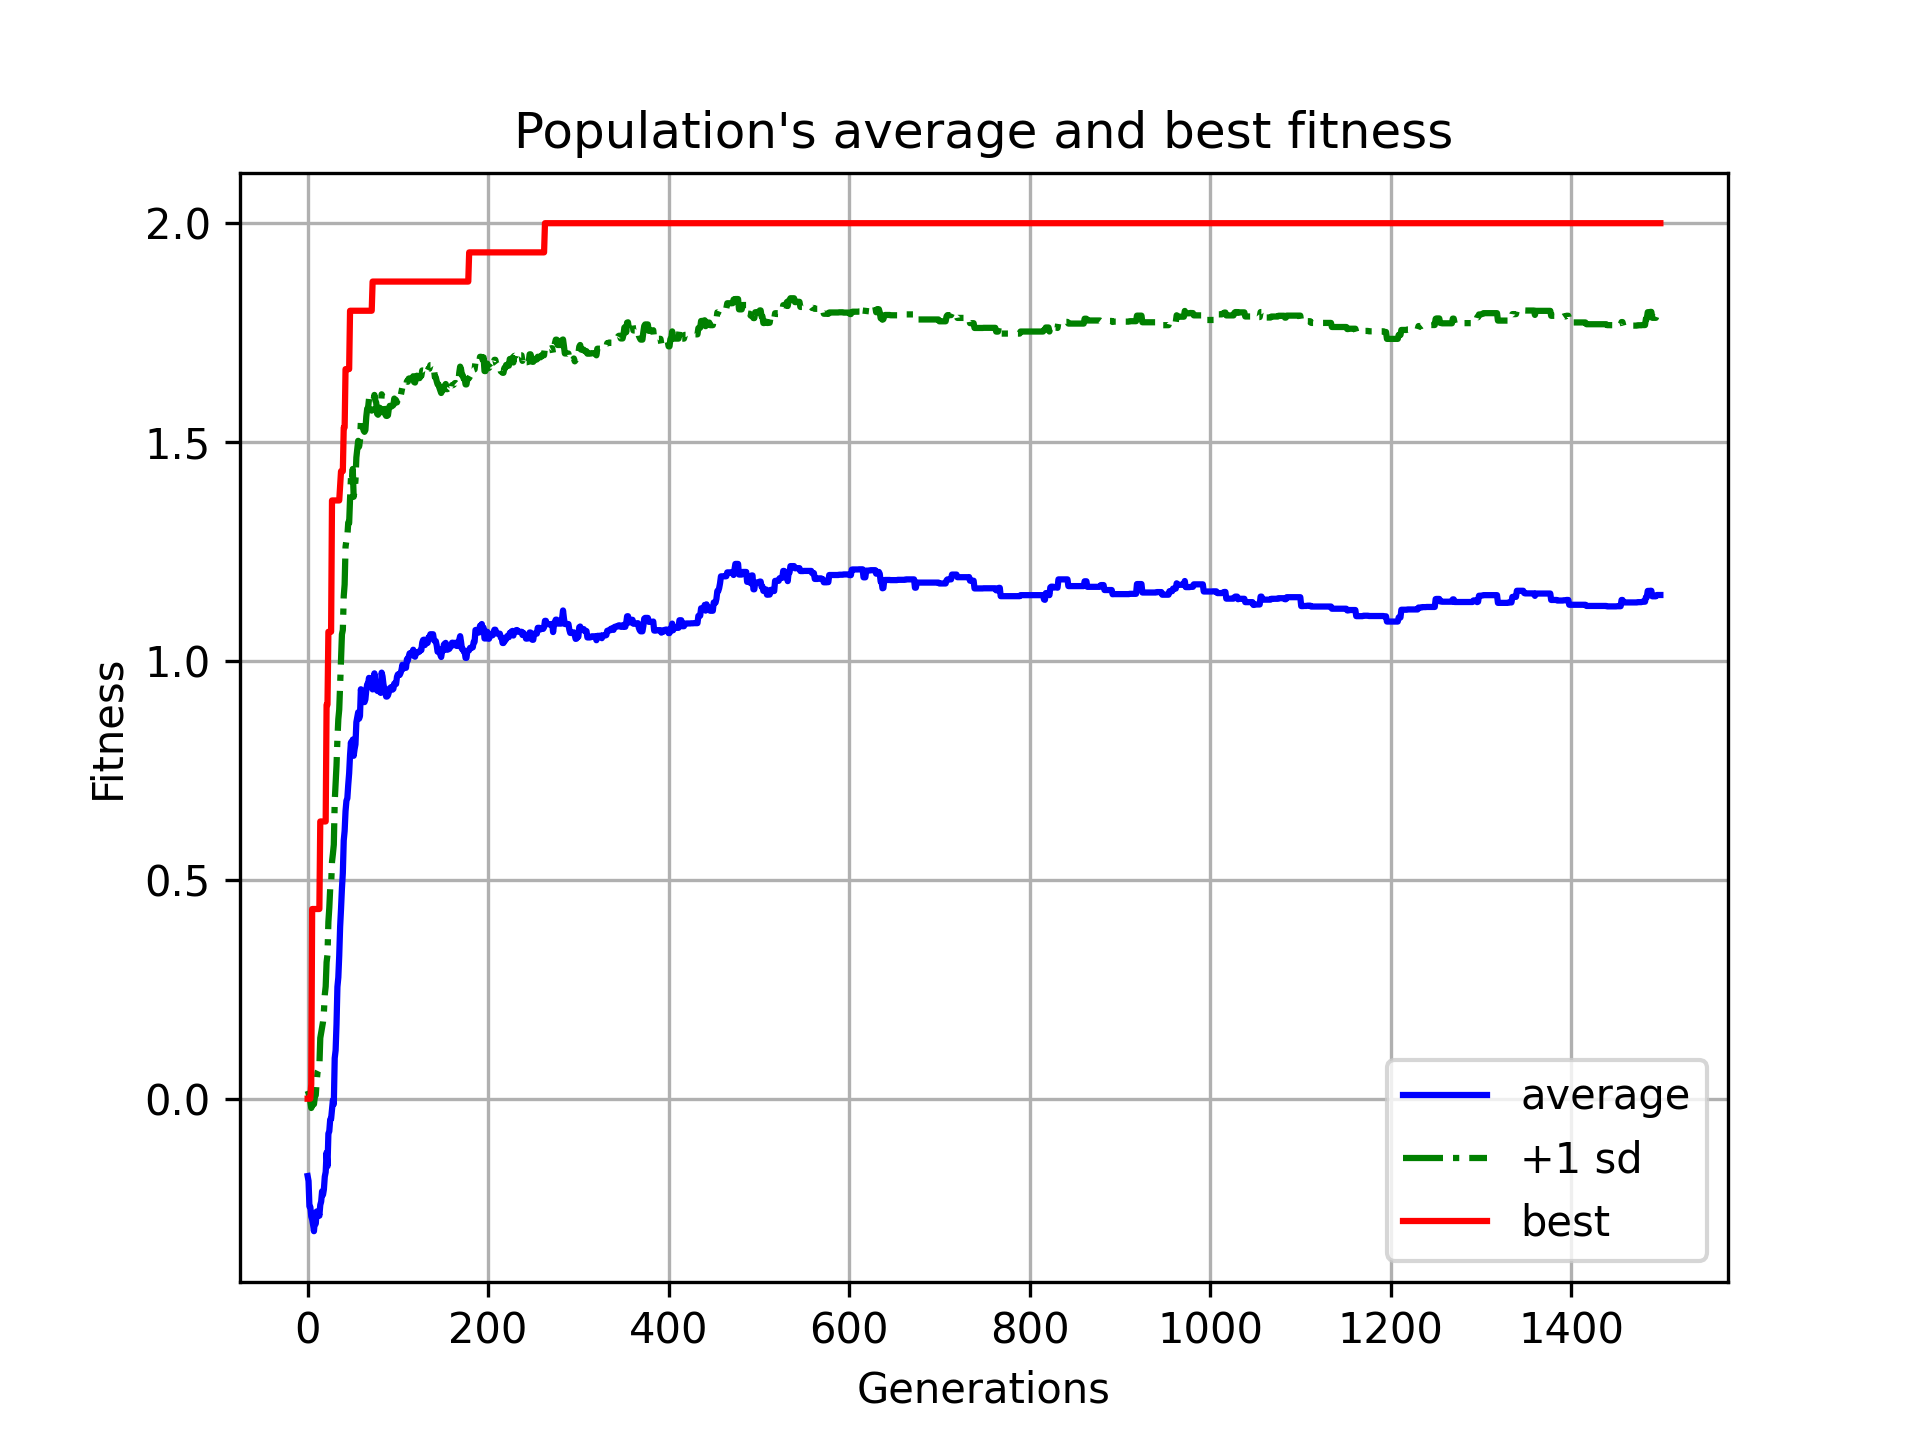 Population's average and best fitness
2.0
1.5
1.0
0.5
0.0
Fitness
average
+1 sd
best
0 200 400 600 800 1000 1200 1400
Generations